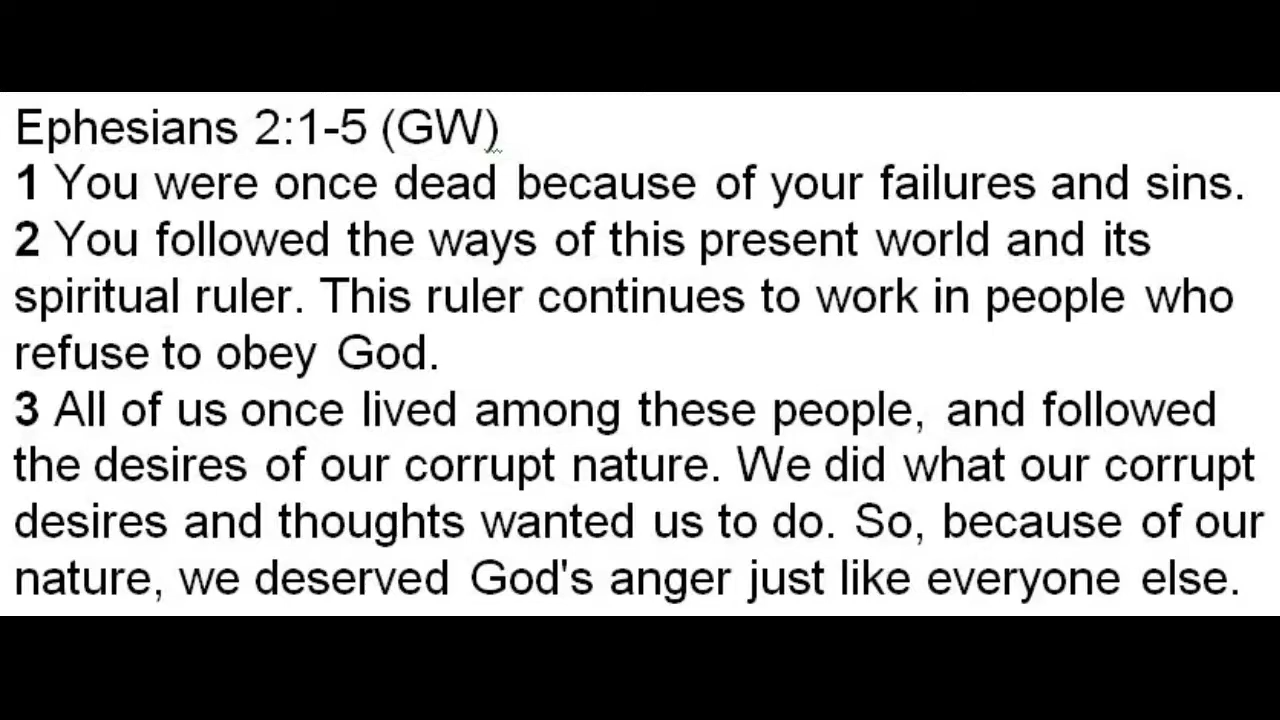 Ephesians 2:1-5 (GW)
1 You were once dead because of your failures and sins.
2 You followed the ways of this present world and its
spiritual ruler. This ruler continues to work in people who
refuse to obey God.
3 All of us once lived among these people, and followed
the desires of our corrupt nature. We did what our corrupt
desires and thoughts wanted us to do. So, because of our
nature, we deserved God's anger just like everyone else.